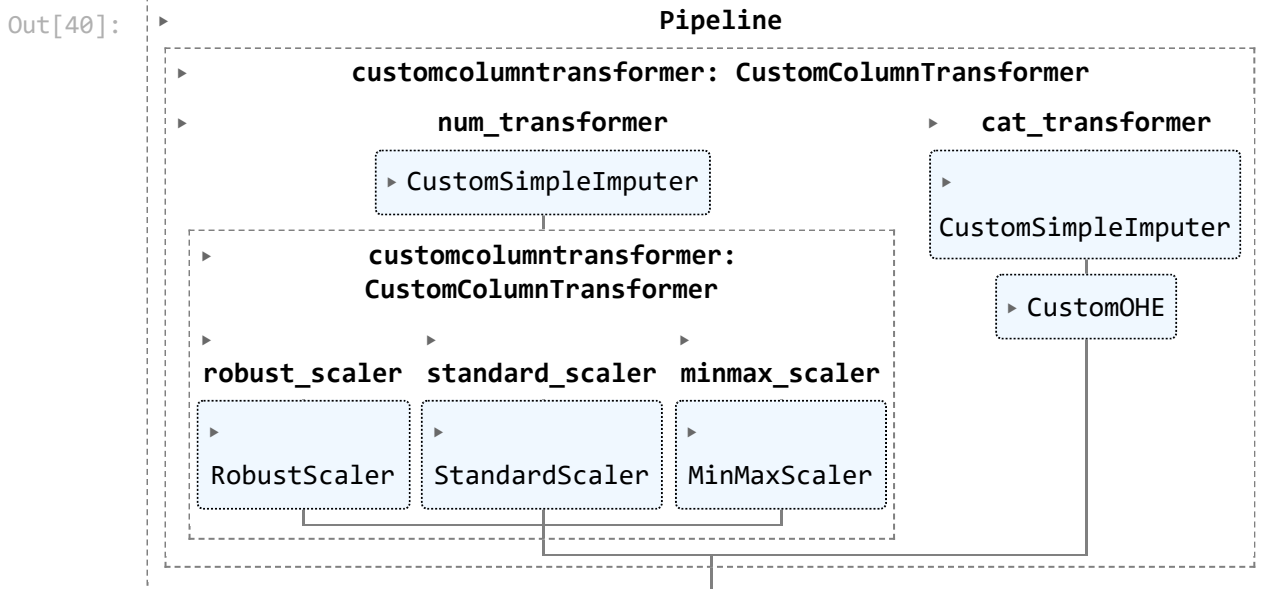 Out[40]:
Pipeline
customcolumntransformer: CustomColumnTransformer
num_transformer
cat_transformer
CustomSimpleImputer
CustomSimpleImputer
customcolumntransformer:
CustomColumnTransformer
CustomOHE
robust_scaler standard_scaler minmax_scaler
RobustScaler StandardScaler MinMaxScaler